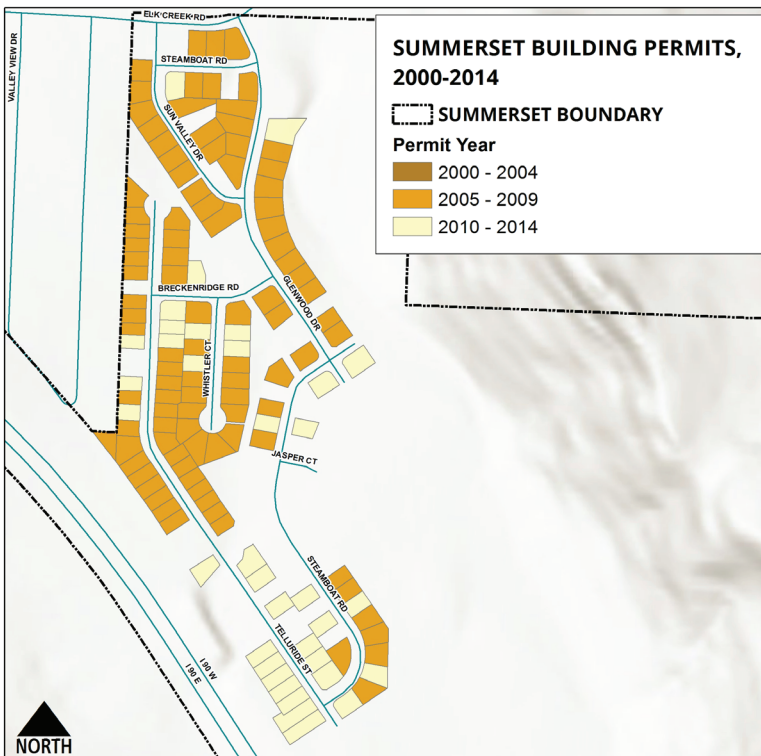 ELK CREEK RD
VALLEY VIEW DR
STEAMBOAT RD
SUN VALLEY DR
SUMMERSET BUILDING PERMITS,
2000-2014
SUMMERSET BOUNDARY
Permit Year
2000 - 2004
2005 - 2009
2010 - 2014
BRECKENRIDGE RD
GLENWOOD DR
WHISTLER CT
JASPER CT
STEAMBOAT RD
TELLURIDE ST
I 90 W
I 90 E
NORTH